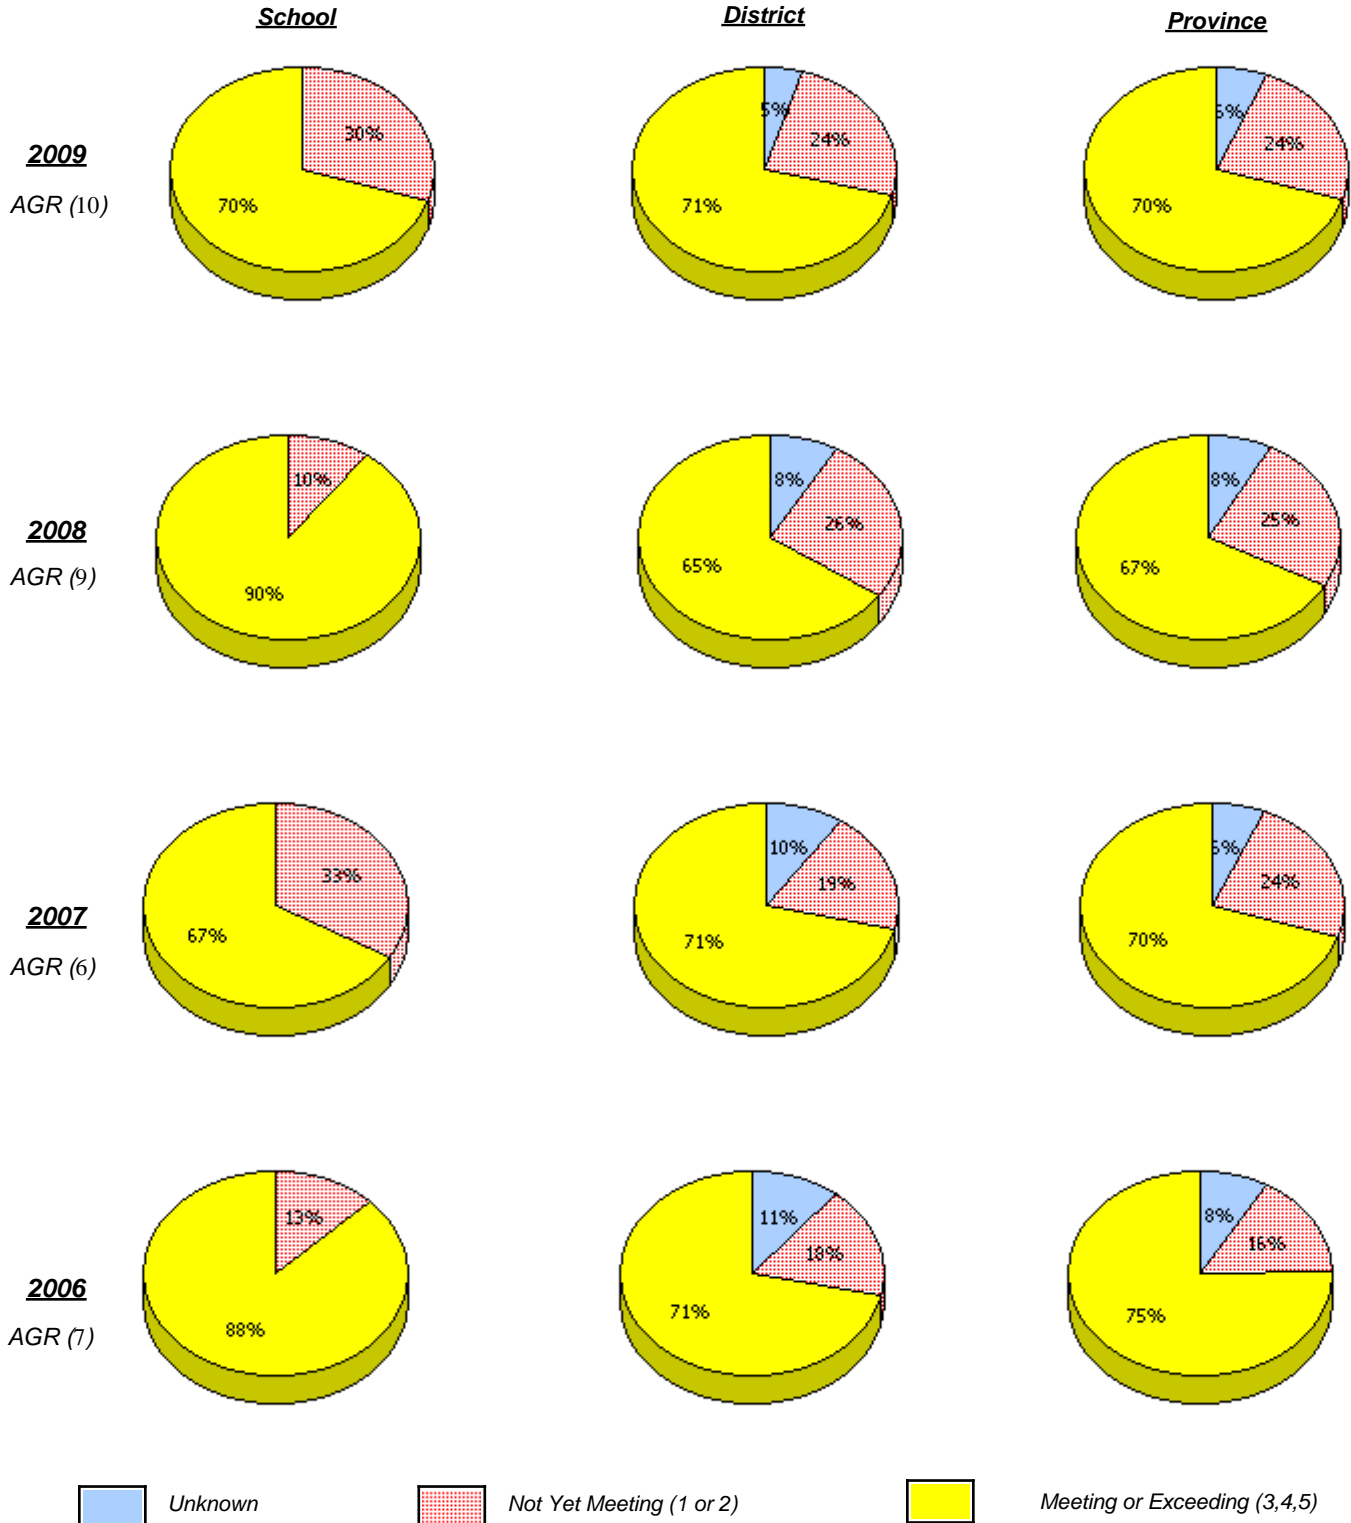 School District Province
30% 5% 24% 24%
2009
AGR (10) 70% 71% 70%
10% 8% 26% 8% 25%
2008
AGR (9) 90% 65% 67%
33% 10% 19% 24%
2007
AGR (6) 67% 71% 70%
13% 11% 18% 8% 16%
2006
AGR (7) 88% 71% 75%
Unknown Not Yet Meeting (1 or 2) Meeting or Exceeding (3,4,5)